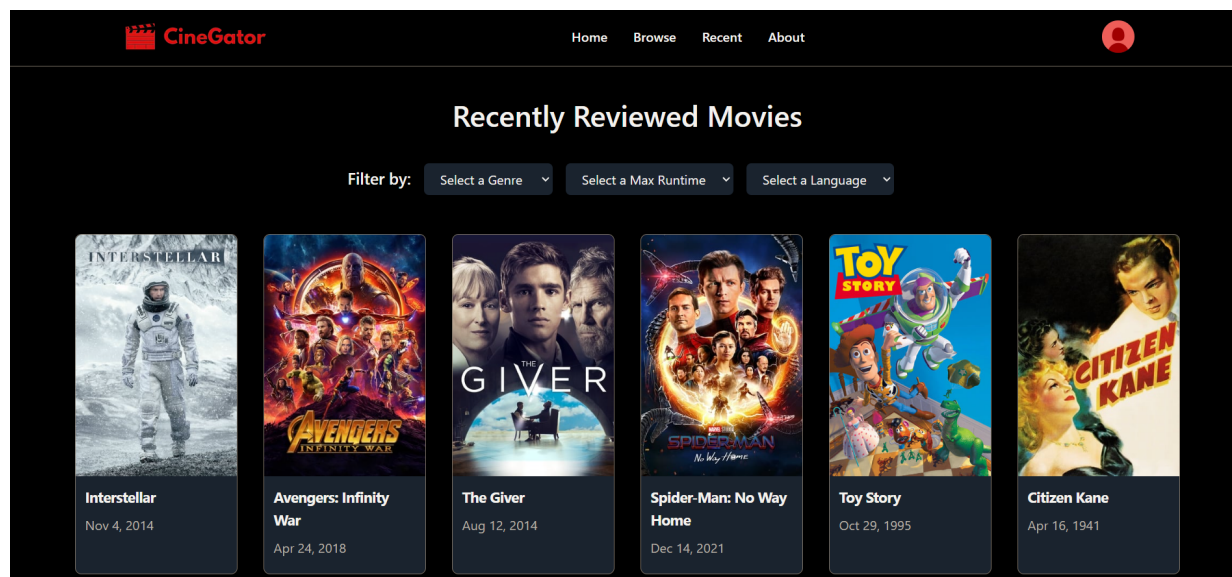 CineGator
Home Browse Recent About
Recently Reviewed Movies
Filter by: Select a Genre Select a Max Runtime Select a Language
INTERSTELLAR
AVENGERS
INFINITY WAR
THE
GIVER
MARVEL STUDIOS
SPIDER-MAN
No Way Home
TOY
STORY
CITIZEN
KANE
Interstellar
Nov 4, 2014
Avengers: Infinity
War
Apr 24, 2018
The Giver
Aug 12, 2014
Spider-Man: No Way
Home
Dec 14, 2021
Toy Story
Oct 29, 1995
Citizen Kane
Apr 16, 1941